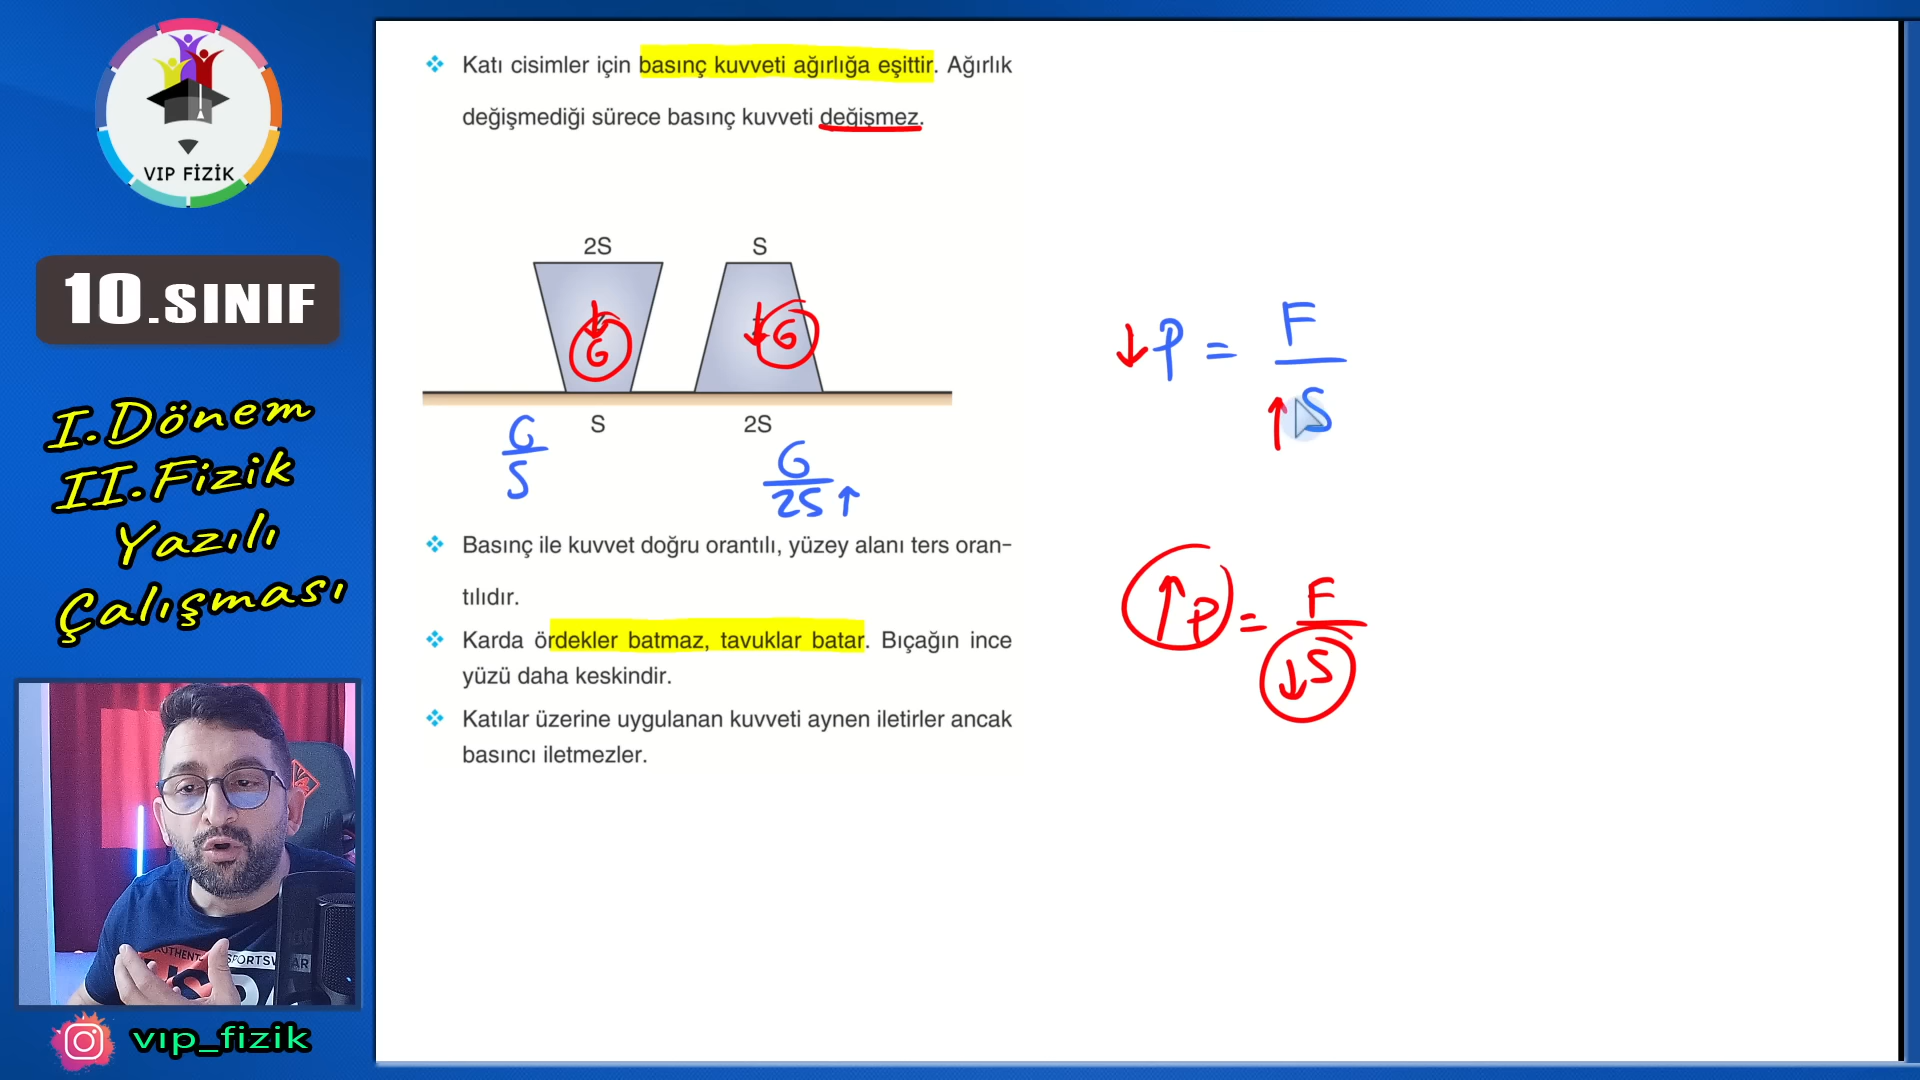 VIP FİZİK
10.SINIF
I.Dönem
II.Fizik
Yazılı
Çalışması
vıp_fizik
Katı cisimler için basınç kuvveti ağırlığa eşittir. Ağırlık
değişmediği sürece basınç kuvveti değişmez.
2S S
G G
S 2S
G/S
G/2S ↑
Basınç ile kuvvet doğru orantılı, yüzey alanı ters oran-
tılıdır.
Karda ördekler batmaz, tavuklar batar. Bıçağın ince
yüzü daha keskindir.
Katılar üzerine uygulanan kuvveti aynen iletirler ancak
basıncı iletmezler.
↓P = F/↑S
↑P = F/↓S